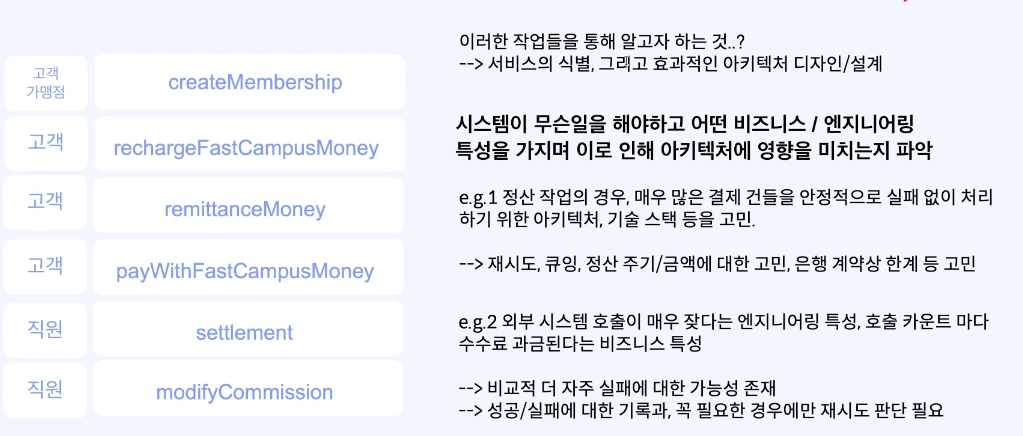 이러한 작업들을 통해 알고자 하는 것..?
--> 서비스의 식별, 그리고 효과적인 아키텍처 디자인/설계
고객
가맹점
createMembership
시스템이 무슨일을 해야하고 어떤 비즈니스 / 엔지니어링
특성을 가지며 이로 인해 아키텍처에 영향을 미치는지 파악
고객
rechargeFastCampusMoney
고객
remittanceMoney
e.g.1 정산 작업의 경우, 매우 많은 결제 건들을 안정적으로 실패 없이 처리
하기 위한 아키텍처, 기술 스택 등을 고민.
고객
payWithFastCampusMoney
--> 재시도, 큐잉, 정산 주기/금액에 대한 고민, 은행 계약상 한계 등 고민
직원
settlement
e.g.2 외부 시스템 호출이 매우 잦다는 엔지니어링 특성, 호출 카운트 마다
수수료 과금된다는 비즈니스 특성
직원
modifyCommission
--> 비교적 더 자주 실패에 대한 가능성 존재
--> 성공/실패에 대한 기록과, 꼭 필요한 경우에만 재시도 판단 필요